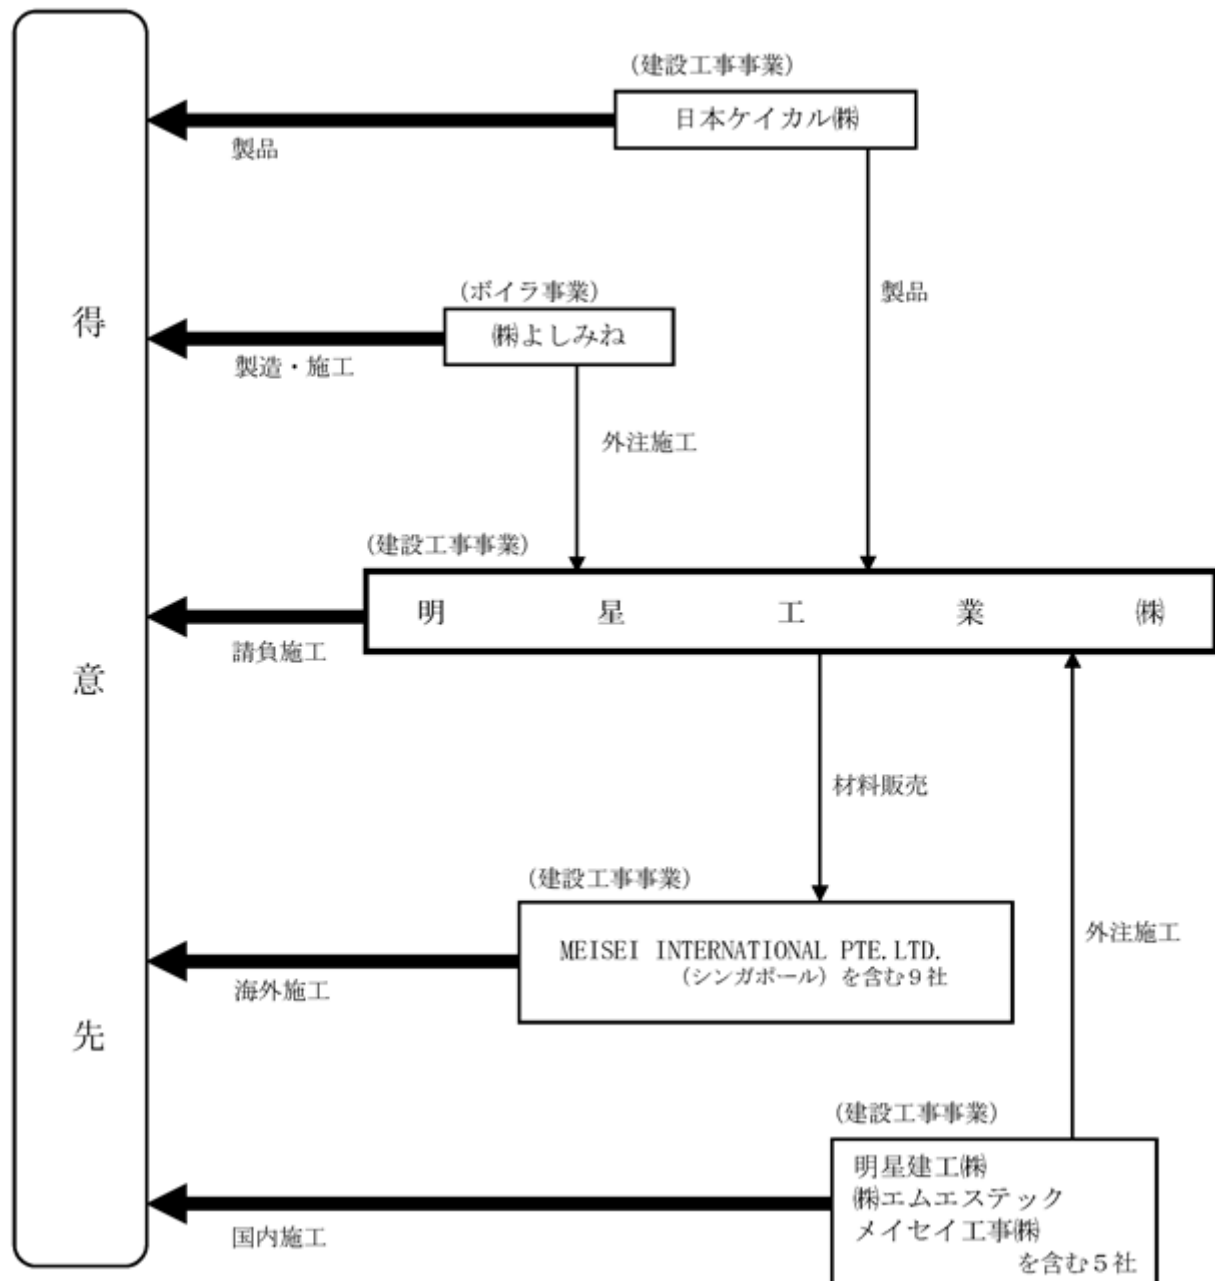 (建設工事事業)
日本ケイカル㈱
製品
製品
(ボイラ事業)
㈱よしみね
製造・施工
外注施工
得意先
(建設工事事業)
明星工業㈱
請負施工
材料販売
(建設工事事業)
MEISEI INTERNATIONAL PTE.LTD.
(シンガポール)を含む9社
海外施工
外注施工
(建設工事事業)
明星建工㈱
㈱エムエステック
メイセイ工事㈱
を含む5社
国内施工